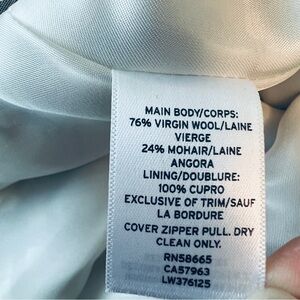 MAIN BODY/CORPS:
76% VIRGIN WOOL/LAINE
VIERGE
24% MOHAIR/LAINE
ANGORA
LINING/DOUBLURE:
100% CUPRO
EXCLUSIVE OF TRIM/SAUF
LA BORDURE
COVER ZIPPER PULL. DRY
CLEAN ONLY.
RN58665
CA57963
LW376125